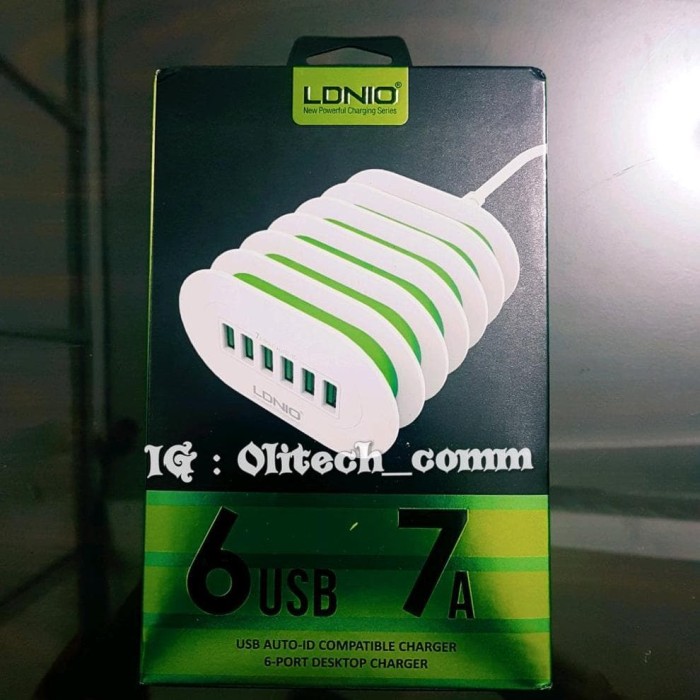 LDNIO®
New Powerful Charging Series
LDNIO
IG : Olitech_comm
6 USB 7A
USB AUTO-ID COMPATIBLE CHARGER
6-PORT DESKTOP CHARGER